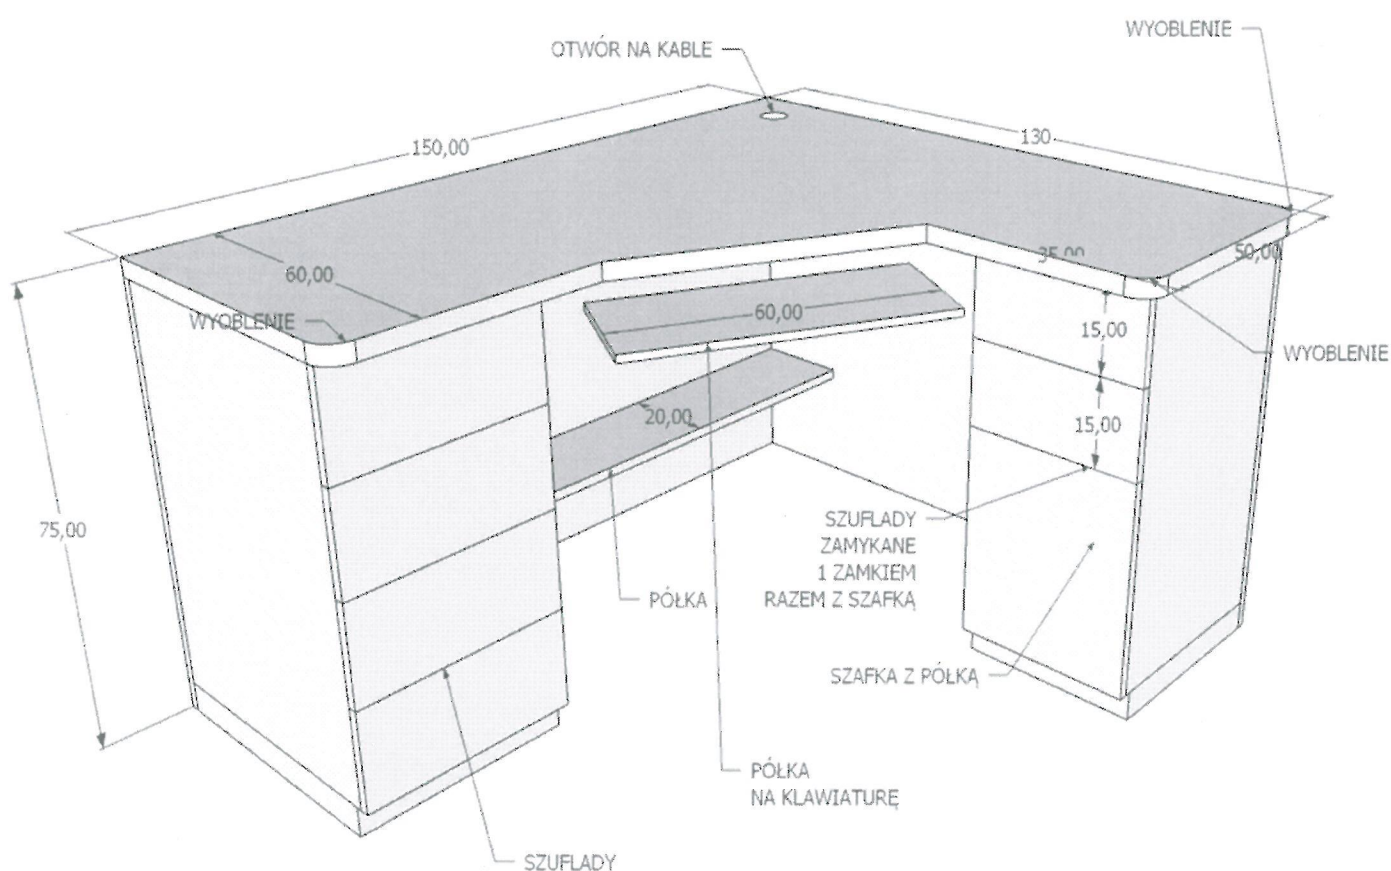 WYOBLENIE
OTWÓR NA KABLE
150,00
130
60,00
35,00
50,00
WYOBLENIE
60,00
15,00
WYOBLENIE
20,00
15,00
75,00
SZUFLADY
ZAMYKANE
1 ZAMKIEM
RAZEM Z SZAFKĄ
PÓŁKA
SZAFKA Z PÓŁKĄ
PÓŁKA
NA KLAWIATURĘ
SZUFLADY